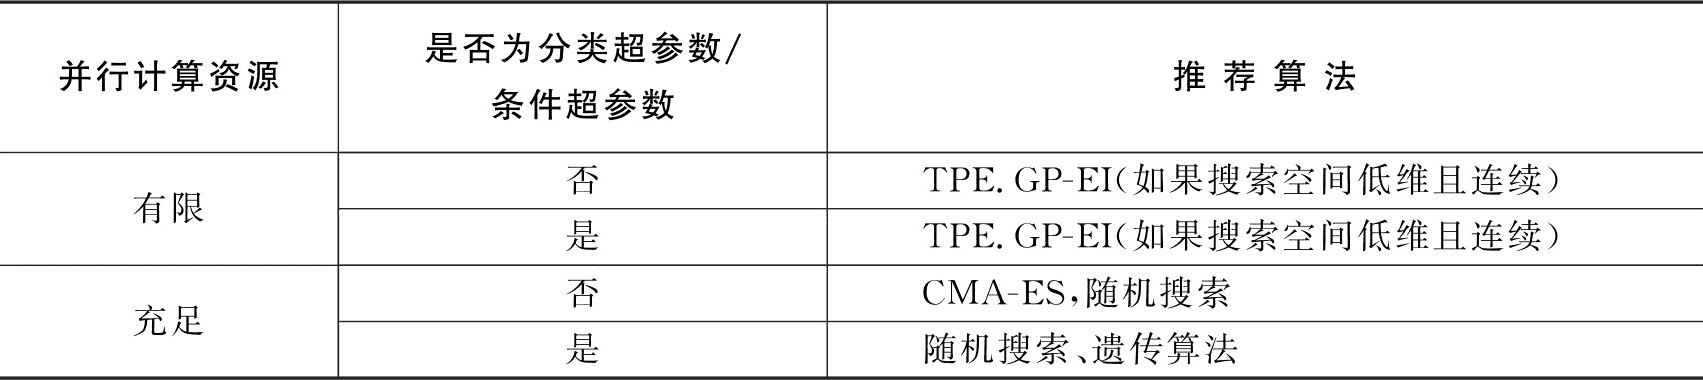 并行计算资源
是否为分类超参数/
条件超参数
推荐算法
有限
否
TPE. GP-EI(如果搜索空间低维且连续)
是
TPE. GP-EI(如果搜索空间低维且连续)
充足
否
CMA-ES,随机搜索
是
随机搜索、遗传算法